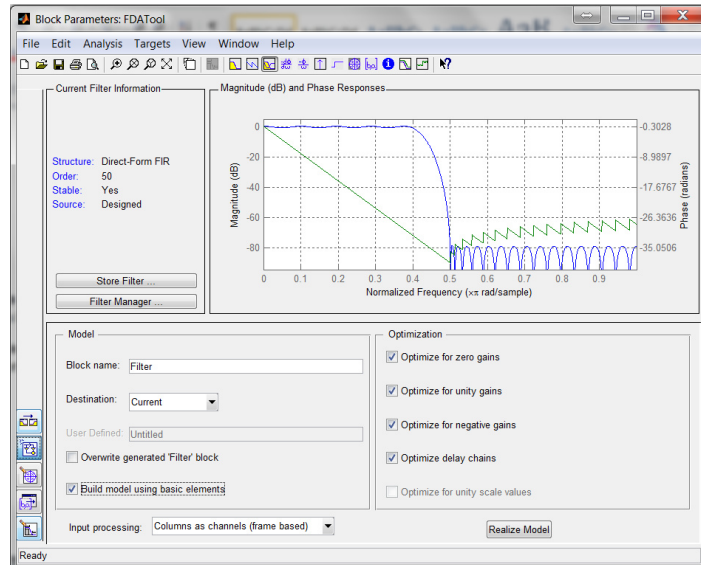 Block Parameters: FDATool
File Edit Analysis Targets View Window Help
Current Filter Information
Structure: Direct-Form FIR
Order: 50
Stable: Yes
Source: Designed
Store Filter ...
Filter Manager ...
Magnitude (dB) and Phase Responses
Magnitude (dB)
0
-20
-40
-60
-80
0 0.1 0.2 0.3 0.4 0.5 0.6 0.7 0.8 0.9
Normalized Frequency (×π rad/sample)
-0.3028
-8.9897
-17.6767
-26.3636
-35.0506
Phase (radians)
Model
Block name: Filter
Destination: Current
User Defined: Untitled
Overwrite generated 'Filter' block
Build model using basic elements
Input processing: Columns as channels (frame based)
Optimization
Optimize for zero gains
Optimize for unity gains
Optimize for negative gains
Optimize delay chains
Optimize for unity scale values
Realize Model
Ready